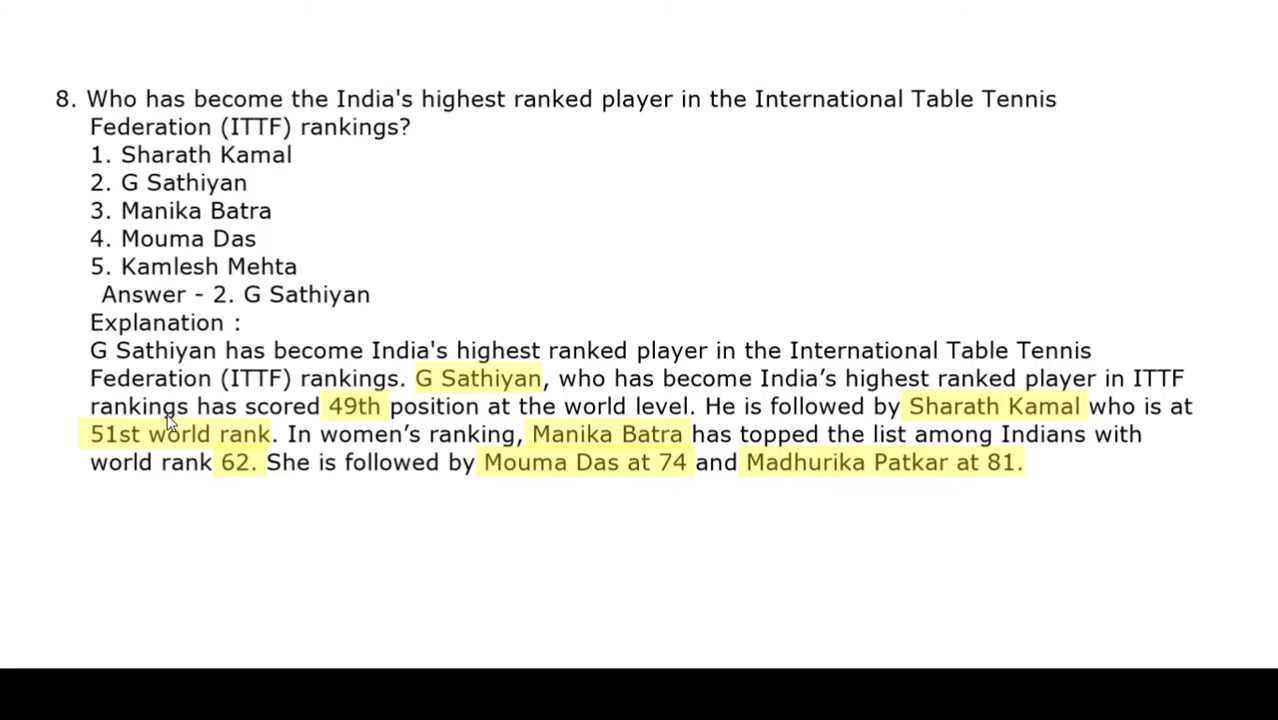 8. Who has become the India's highest ranked player in the International Table Tennis
Federation (ITTF) rankings?
1. Sharath Kamal
2. G Sathiyan
3. Manika Batra
4. Mouma Das
5. Kamlesh Mehta
Answer - 2. G Sathiyan
Explanation :
G Sathiyan has become India's highest ranked player in the International Table Tennis
Federation (ITTF) rankings. G Sathiyan, who has become India’s highest ranked player in ITTF
rankings has scored 49th position at the world level. He is followed by Sharath Kamal who is at
51st world rank. In women’s ranking, Manika Batra has topped the list among Indians with
world rank 62. She is followed by Mouma Das at 74 and Madhurika Patkar at 81.